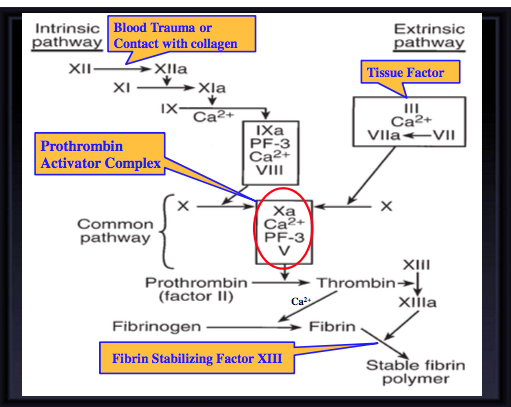 Intrinsic
pathway
Blood Trauma or
Contact with collagen
Extrinsic
pathway
XII
XIIa
Tissue Factor
XI
XIa
IX
Ca2+
III
Ca2+
VIIa
VII
IXa
PF-3
Ca2+
VIII
Prothrombin
Activator Complex
X
Xa
Ca2+
PF-3
V
X
Common
pathway
Prothrombin
(factor II)
Thrombin
XIII
XIIIa
Ca2+
Fibrinogen
Fibrin
Fibrin Stabilizing Factor XIII
Stable fibrin
polymer